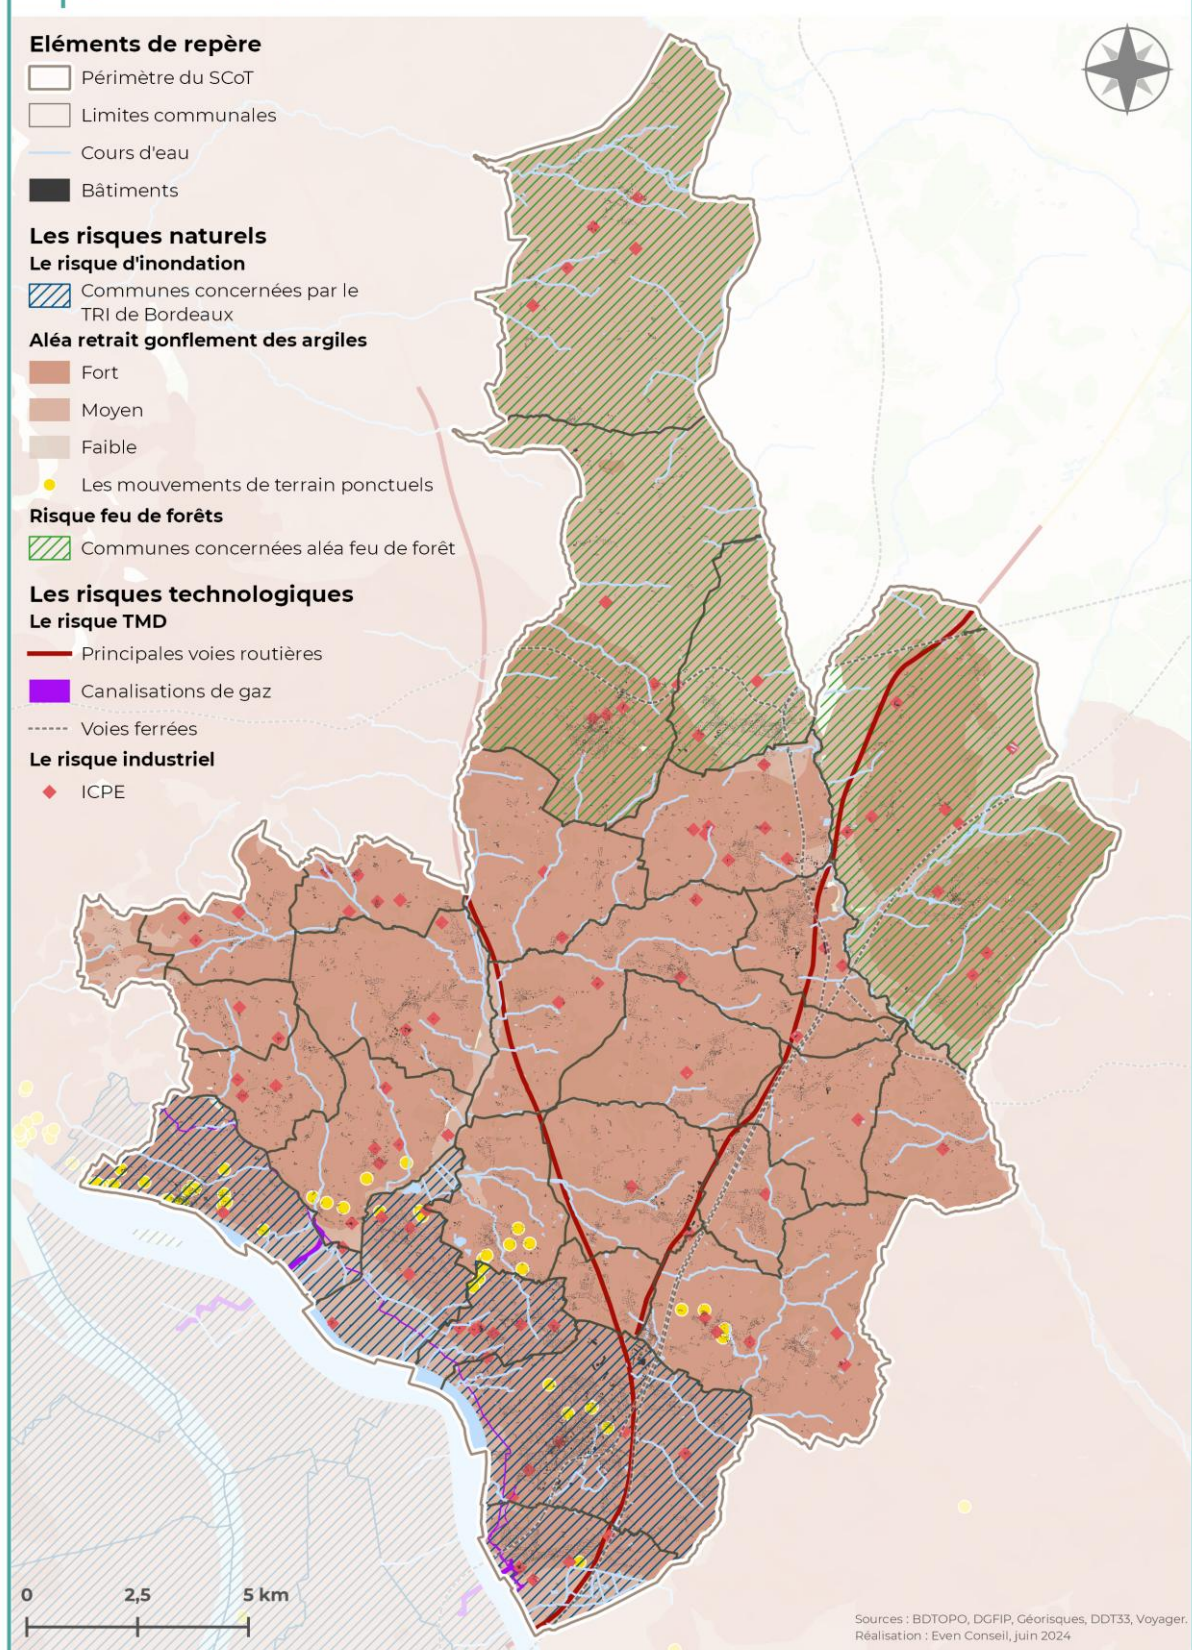 Eléments de repère
Périmètre du SCoT
Limites communales
Cours d'eau
Bâtiments
Les risques naturels
Le risque d'inondation
Communes concernées par le
TRI de Bordeaux
Aléa retrait gonflement des argiles
Fort
Moyen
Faible
Les mouvements de terrain ponctuels
Risque feu de forêts
Communes concernées aléa feu de forêt
Les risques technologiques
Le risque TMD
Principales voies routières
Canalisations de gaz
Voies ferrées
Le risque industriel
ICPE
0 2,5 5 km
Sources : BDTOPO, DGFIP, Géorisques, DDT33, Voyager.
Réalisation : Even Conseil, juin 2024